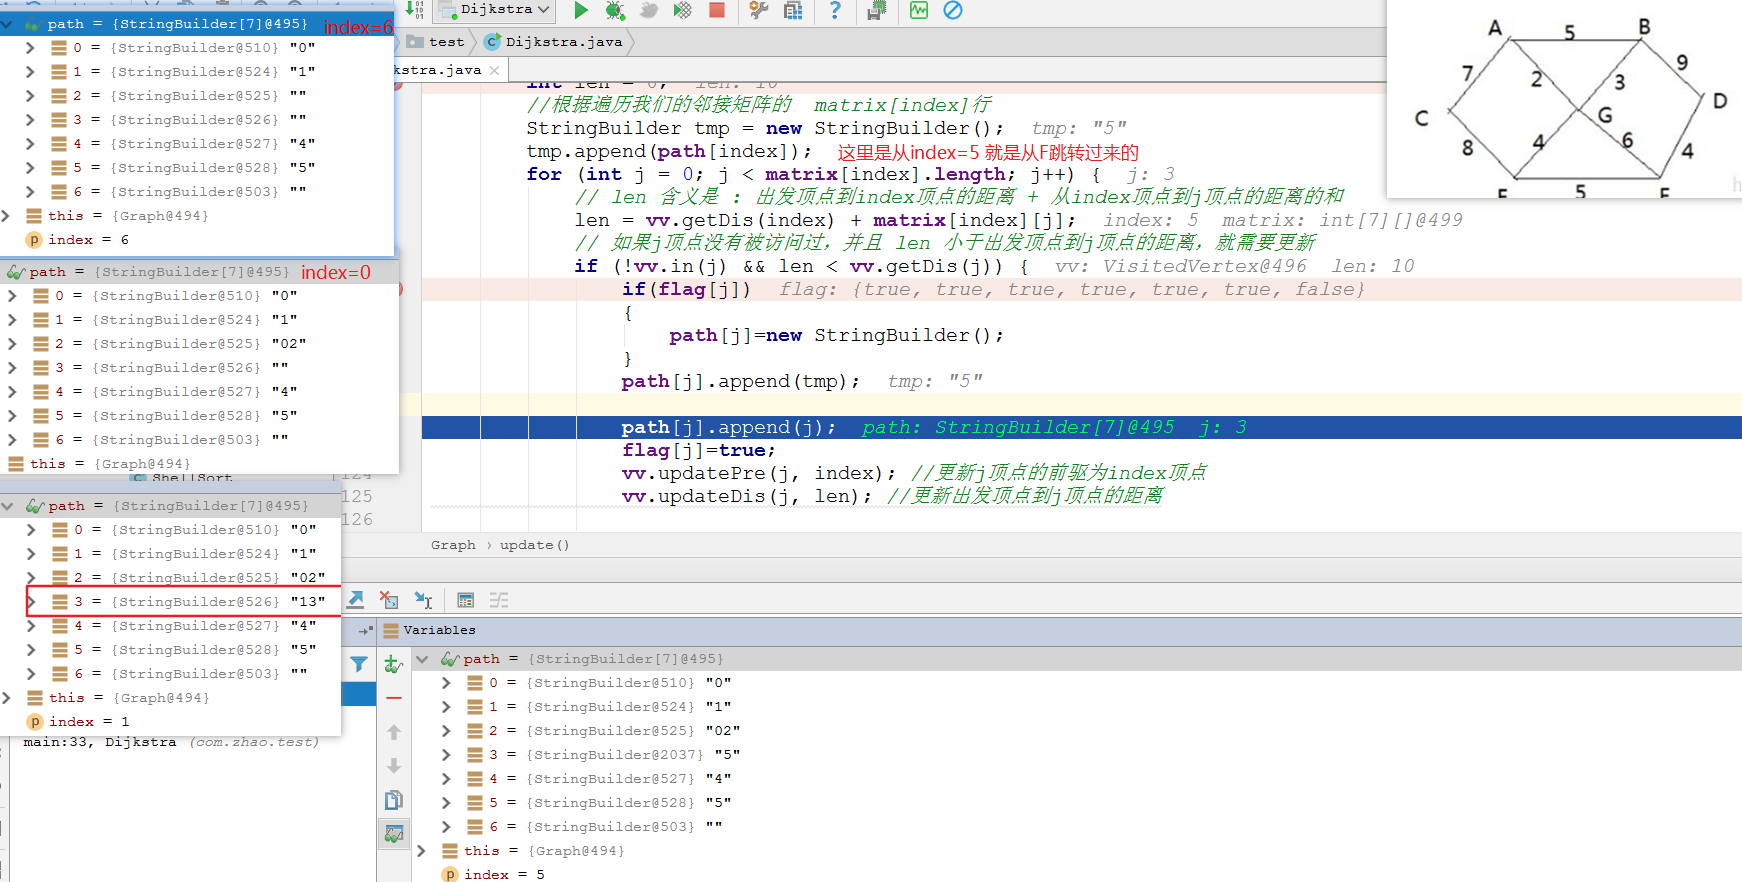 path = {StringBuilder[7]@495} index=6
0 = {StringBuilder@510} "0"
1 = {StringBuilder@524} "1"
2 = {StringBuilder@525} ""
3 = {StringBuilder@526} ""
4 = {StringBuilder@527} "4"
5 = {StringBuilder@528} "5"
6 = {StringBuilder@503} ""
this = {Graph@494}
p index = 6
path = {StringBuilder[7]@495} index=0
0 = {StringBuilder@510} "0"
1 = {StringBuilder@524} "1"
2 = {StringBuilder@525} "02"
3 = {StringBuilder@526} ""
4 = {StringBuilder@527} "4"
5 = {StringBuilder@528} "5"
6 = {StringBuilder@503} ""
this = {Graph@494}
ShellSort
path = {StringBuilder[7]@495}
0 = {StringBuilder@510} "0"
1 = {StringBuilder@524} "1"
2 = {StringBuilder@525} "02"
3 = {StringBuilder@526} "13"
4 = {StringBuilder@527} "4"
5 = {StringBuilder@528} "5"
6 = {StringBuilder@503} ""
this = {Graph@494}
p index = 1
main:33, Dijkstra (com.zhao.test)
Dijkstra
test
C Dijkstra.java
kstra.java
int len = 0; len: 10
//根据遍历我们的邻接矩阵的 matrix[index]行
StringBuilder tmp = new StringBuilder(); tmp: "5"
tmp.append(path[index]); 这里是从index=5 就是从F跳转过来的
for (int j = 0; j < matrix[index].length; j++) { j: 3
// len 含义是 : 出发顶点到index顶点的距离 + 从index顶点到j顶点的距离的和
len = vv.getDis(index) + matrix[index][j]; index: 5 matrix: int[7][]@499
// 如果j顶点没有被访问过，并且 len 小于出发顶点到j顶点的距离，就需要更新
if (!vv.in(j) && len < vv.getDis(j)) { vv: VisitedVertex@496 len: 10
if(flag[j]) flag: {true, true, true, true, true, true, false}
{
path[j]=new StringBuilder();
}
path[j].append(tmp); tmp: "5"
path[j].append(j); path: StringBuilder[7]@495 j: 3
flag[j]=true;
vv.updatePre(j, index); //更新j顶点的前驱为index顶点
vv.updateDis(j, len); //更新出发顶点到j顶点的距离
124
125
126
Graph › update()
Variables
path = {StringBuilder[7]@495}
0 = {StringBuilder@510} "0"
1 = {StringBuilder@524} "1"
2 = {StringBuilder@525} "02"
3 = {StringBuilder@2037} "5"
4 = {StringBuilder@527} "4"
5 = {StringBuilder@528} "5"
6 = {StringBuilder@503} ""
this = {Graph@494}
p index = 5
A 5 B
7 2 3 9
C G D
8 4 6 4
5